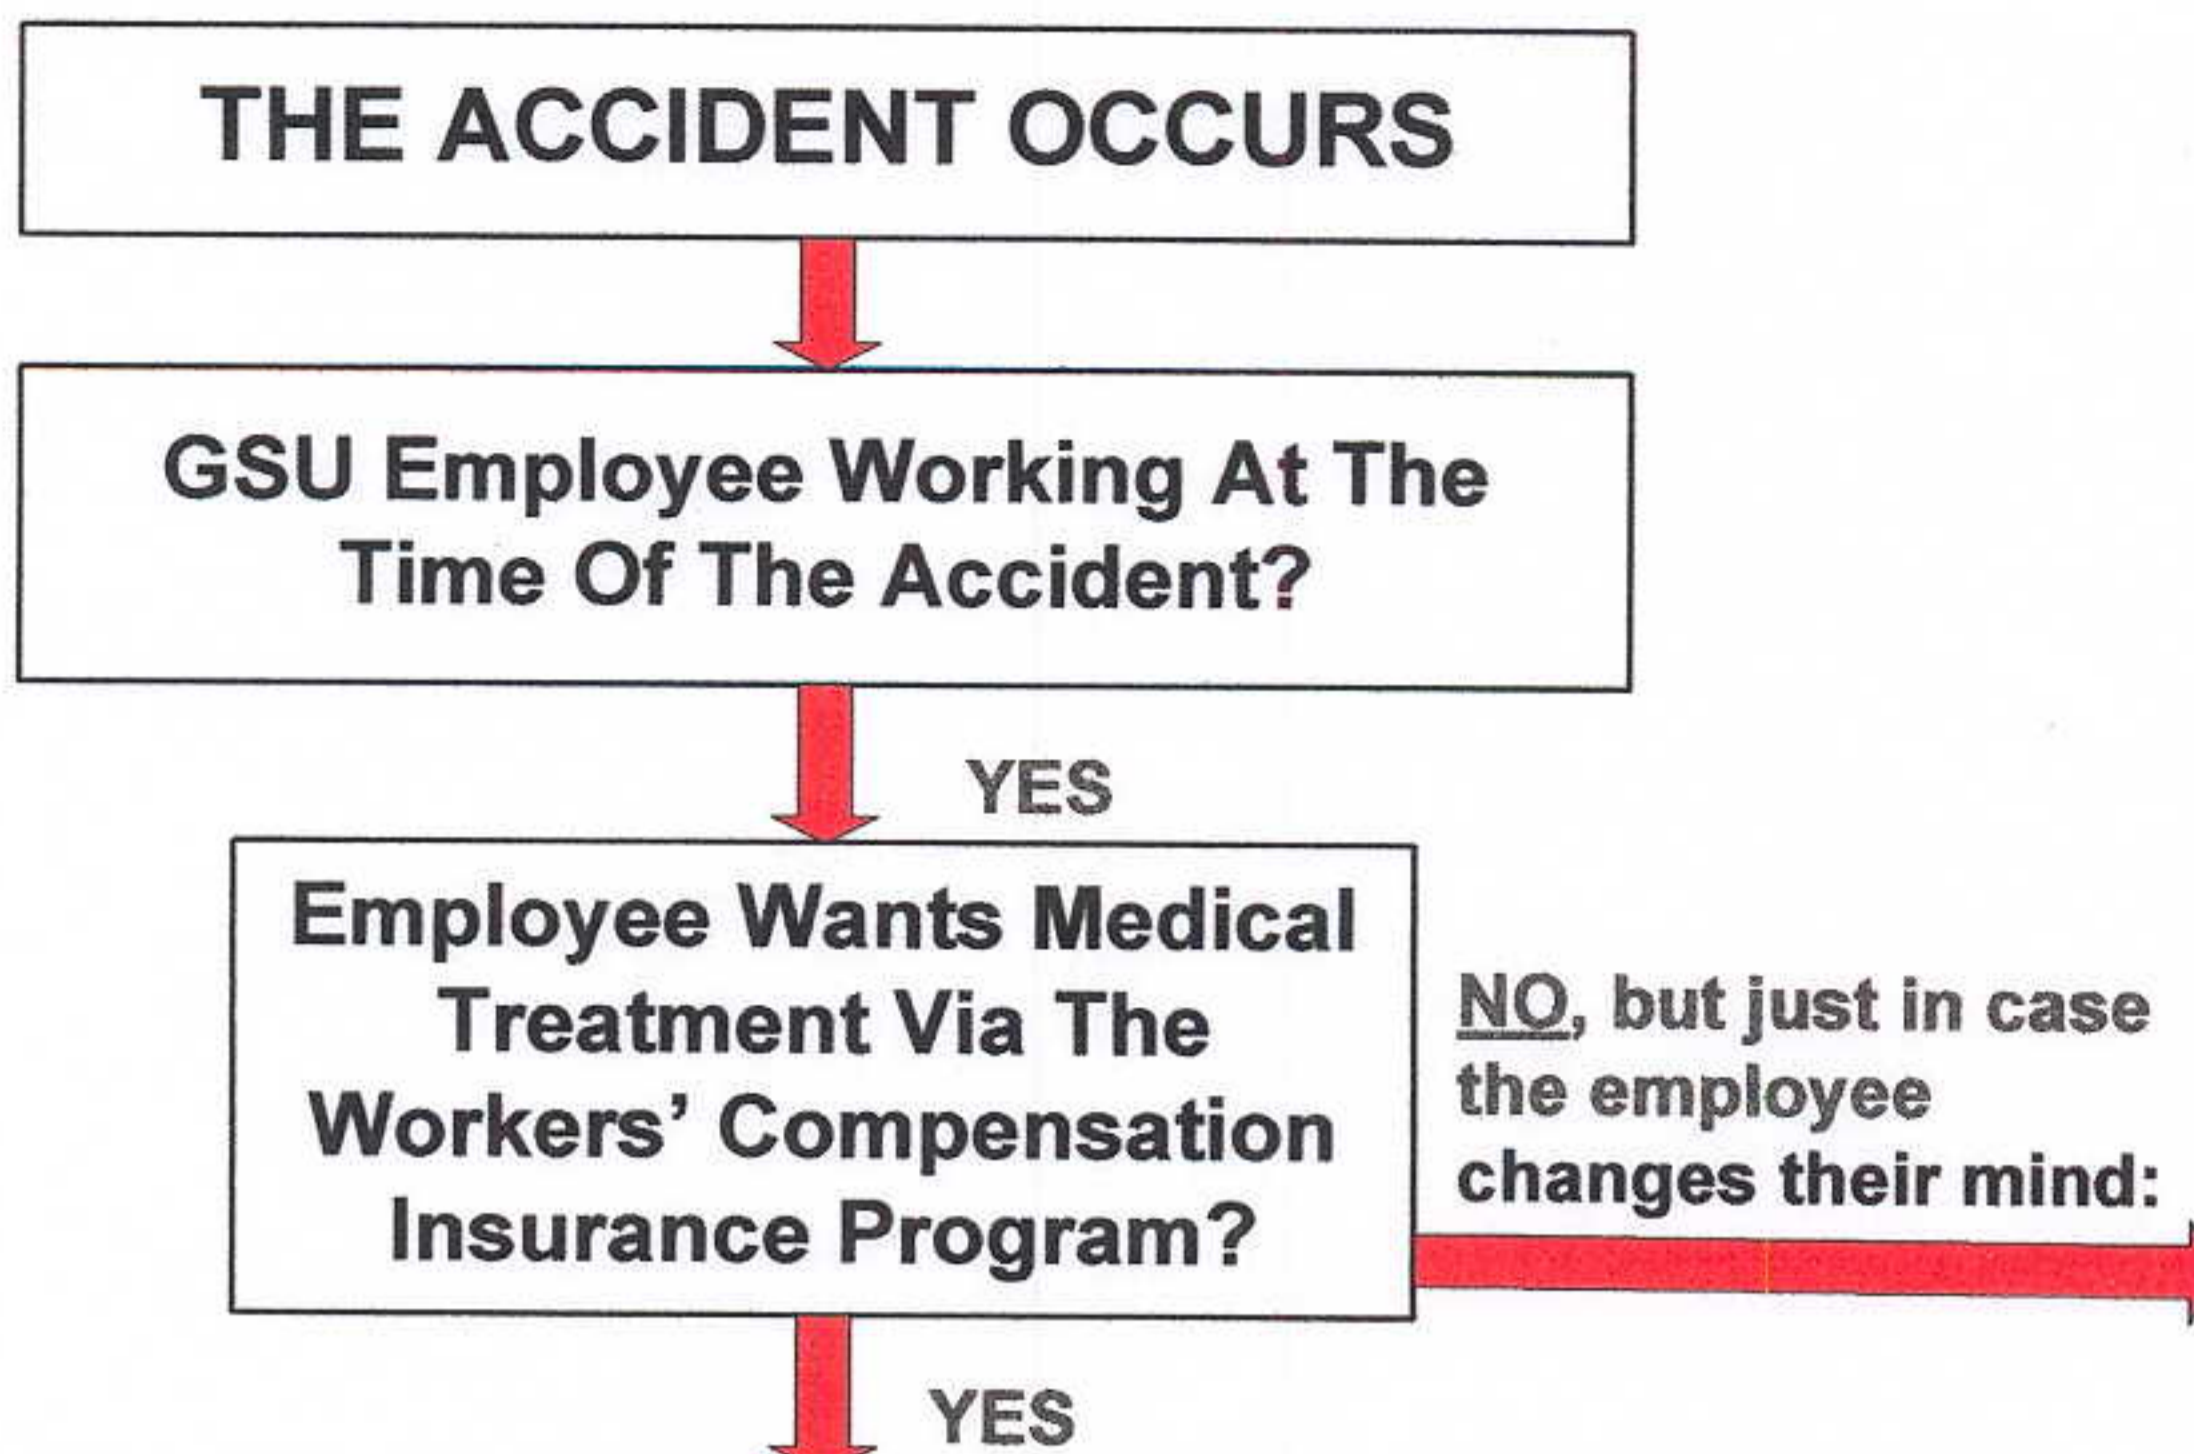 THE ACCIDENT OCCURS
GSU Employee Working At The
Time Of The Accident?
YES
Employee Wants Medical
Treatment Via The
Workers' Compensation
Insurance Program?
NO, but just in case
the employee
changes their mind:
YES